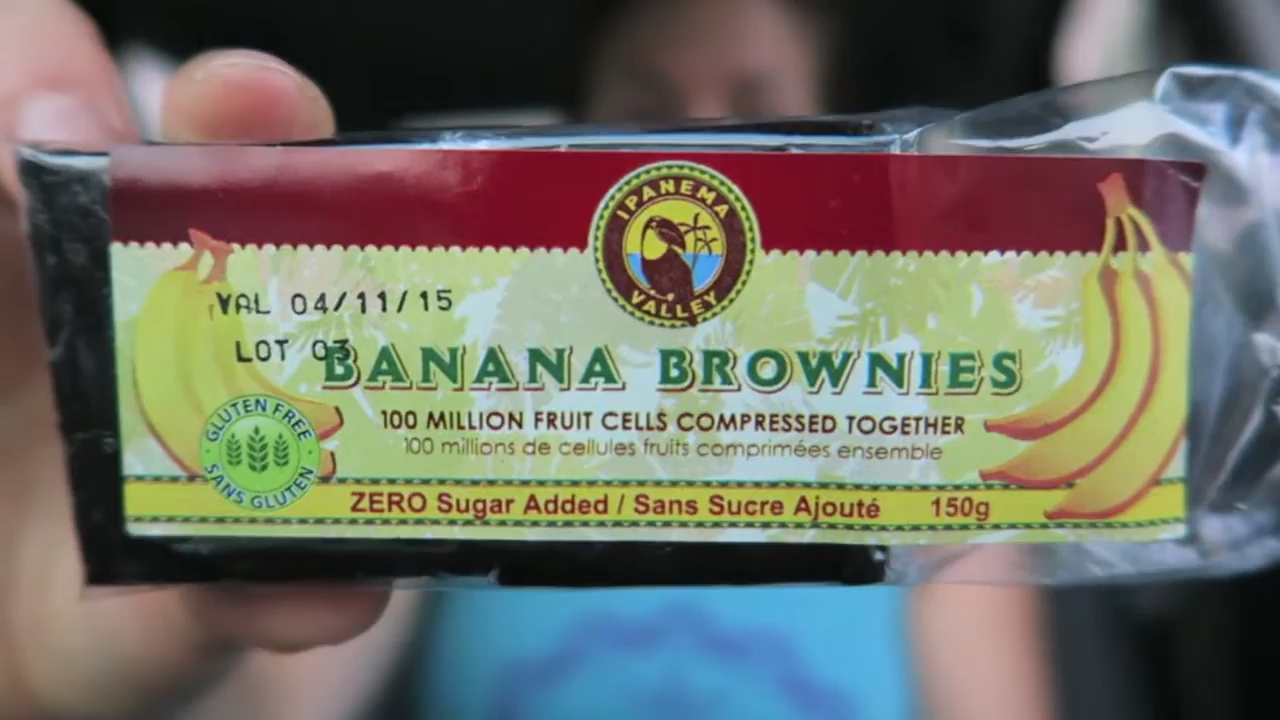 IPANEMA
VALLEY
VAL 04/11/15
LOT 03
BANANA BROWNIES
100 MILLION FRUIT CELLS COMPRESSED TOGETHER
100 millions de cellules fruits comprimées ensemble
GLUTEN FREE
SANS GLUTEN
ZERO Sugar Added / Sans Sucre Ajouté 150g